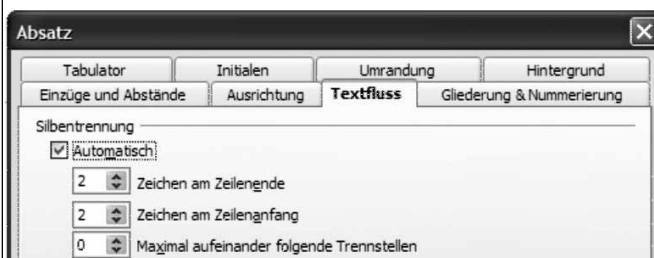 Absatz
Tabulator Initialen Umrandung Hintergrund
Einzüge und Abstände Ausrichtung Textfluss Gliederung & Nummerierung
Silbentrennung
Automatisch
2 Zeichen am Zeilenende
2 Zeichen am Zeilenanfang
0 Maximal aufeinander folgende Trennstellen